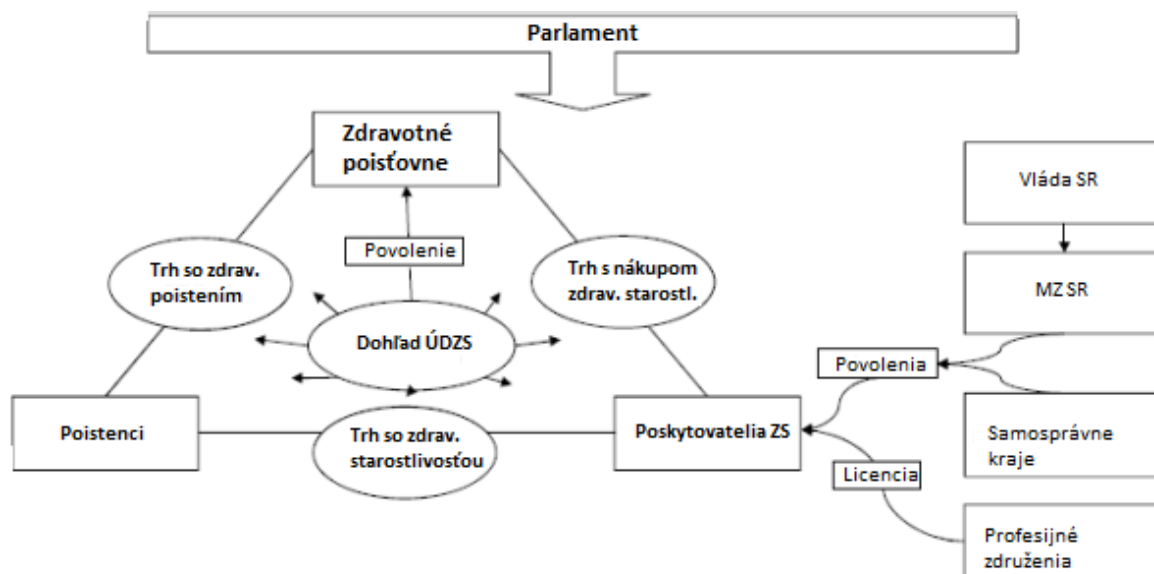 Parlament
Zdravotné
poisťovne
Vláda SR
Povolenie
Trh so zdrav.
poistením
Trh s nákupom
zdrav. starostl.
MZ SR
Dohľad ÚDZS
Povolenia
Poistenci
Trh so zdrav.
starostlivosťou
Poskytovatelia ZS
Samosprávne
kraje
Licencia
Profesijné
združenia